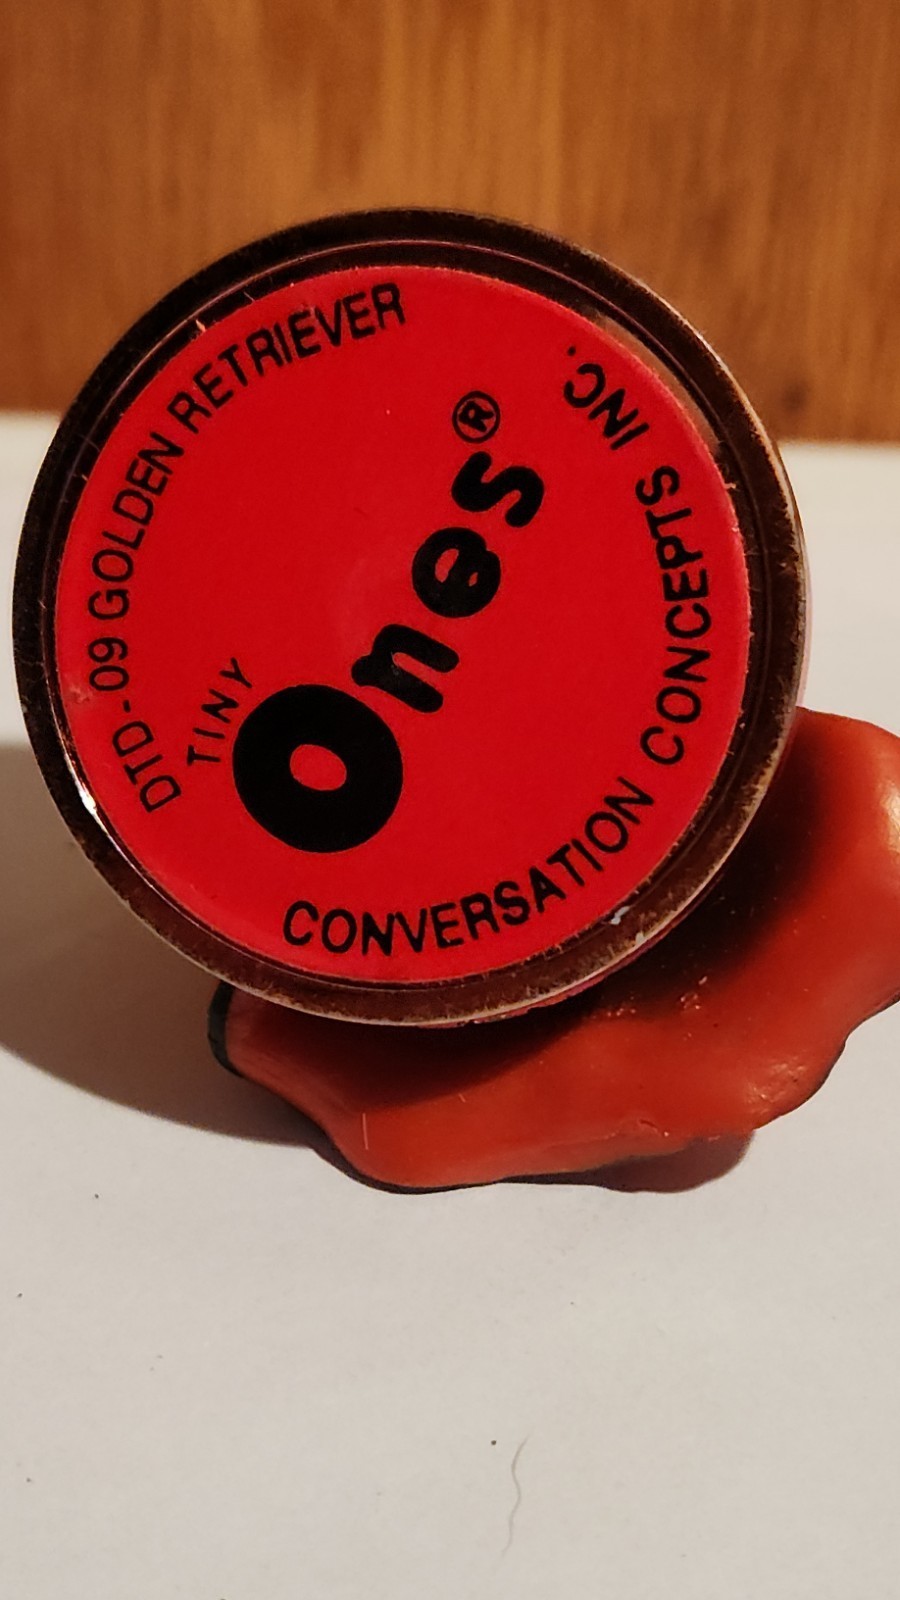 DTD-09 GOLDEN RETRIEVER
TINY
Ones®
CONVERSATION CONCEPTS INC.